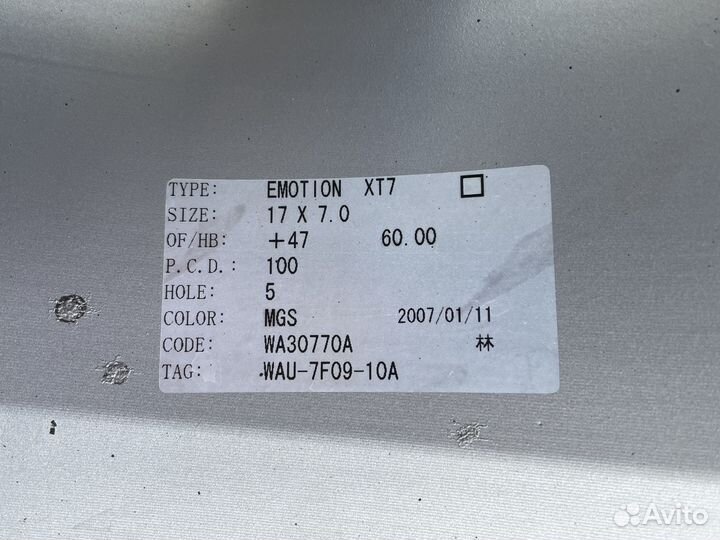 TYPE: EMOTION XT7 □
SIZE: 17 X 7.0
OF/HB: +47 60.00
P.C.D.: 100
HOLE: 5
COLOR: MGS 2007/01/11
CODE: WA30770A 林
TAG: WAU-7F09-10A
Avito